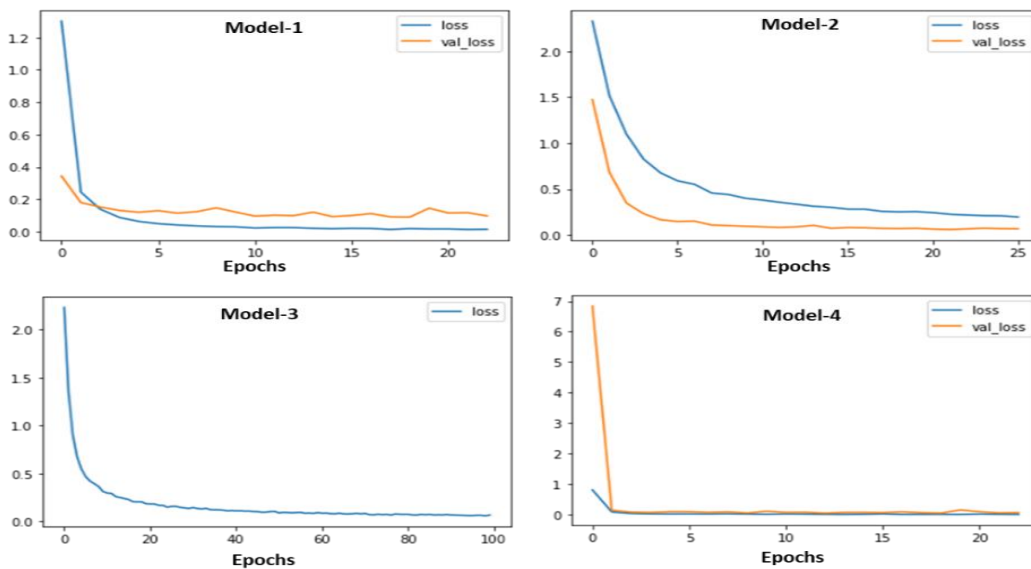 Model-1
loss
val_loss
1.2
1.0
0.8
0.6
0.4
0.2
0.0
0 5 10 15 20
Epochs
Model-2
loss
val_loss
2.0
1.5
1.0
0.5
0.0
0 5 10 15 20 25
Epochs
Model-3
loss
2.0
1.5
1.0
0.5
0.0
0 20 40 60 80 100
Epochs
Model-4
loss
val_loss
7
6
5
4
3
2
1
0
0 5 10 15 20
Epochs